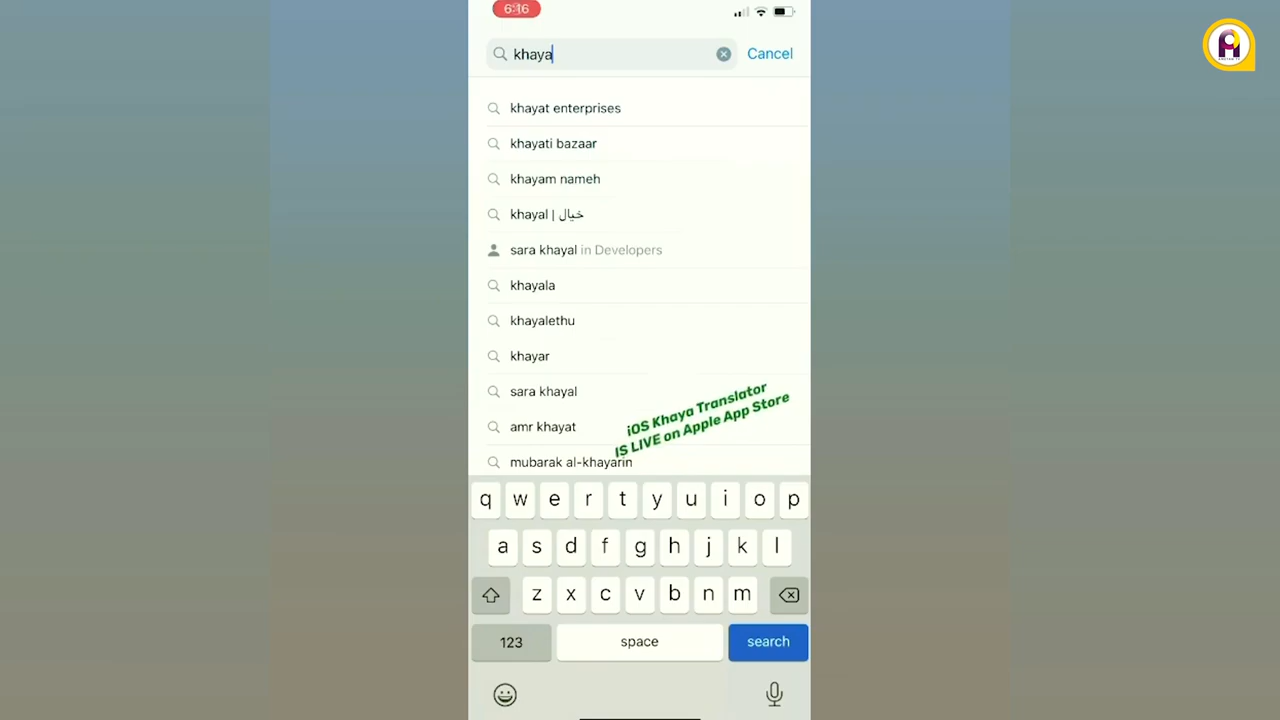 6:16
khaya
Cancel
khayat enterprises
khayati bazaar
khayam nameh
khayal | خيال
sara khayal in Developers
khayala
khayalethu
khayar
sara khayal
amr khayat
mubarak al-khayarin
iOS Khaya Translator
IS LIVE on Apple App Store
q w e r t y u i o p
a s d f g h j k l
z x c v b n m
123 space search